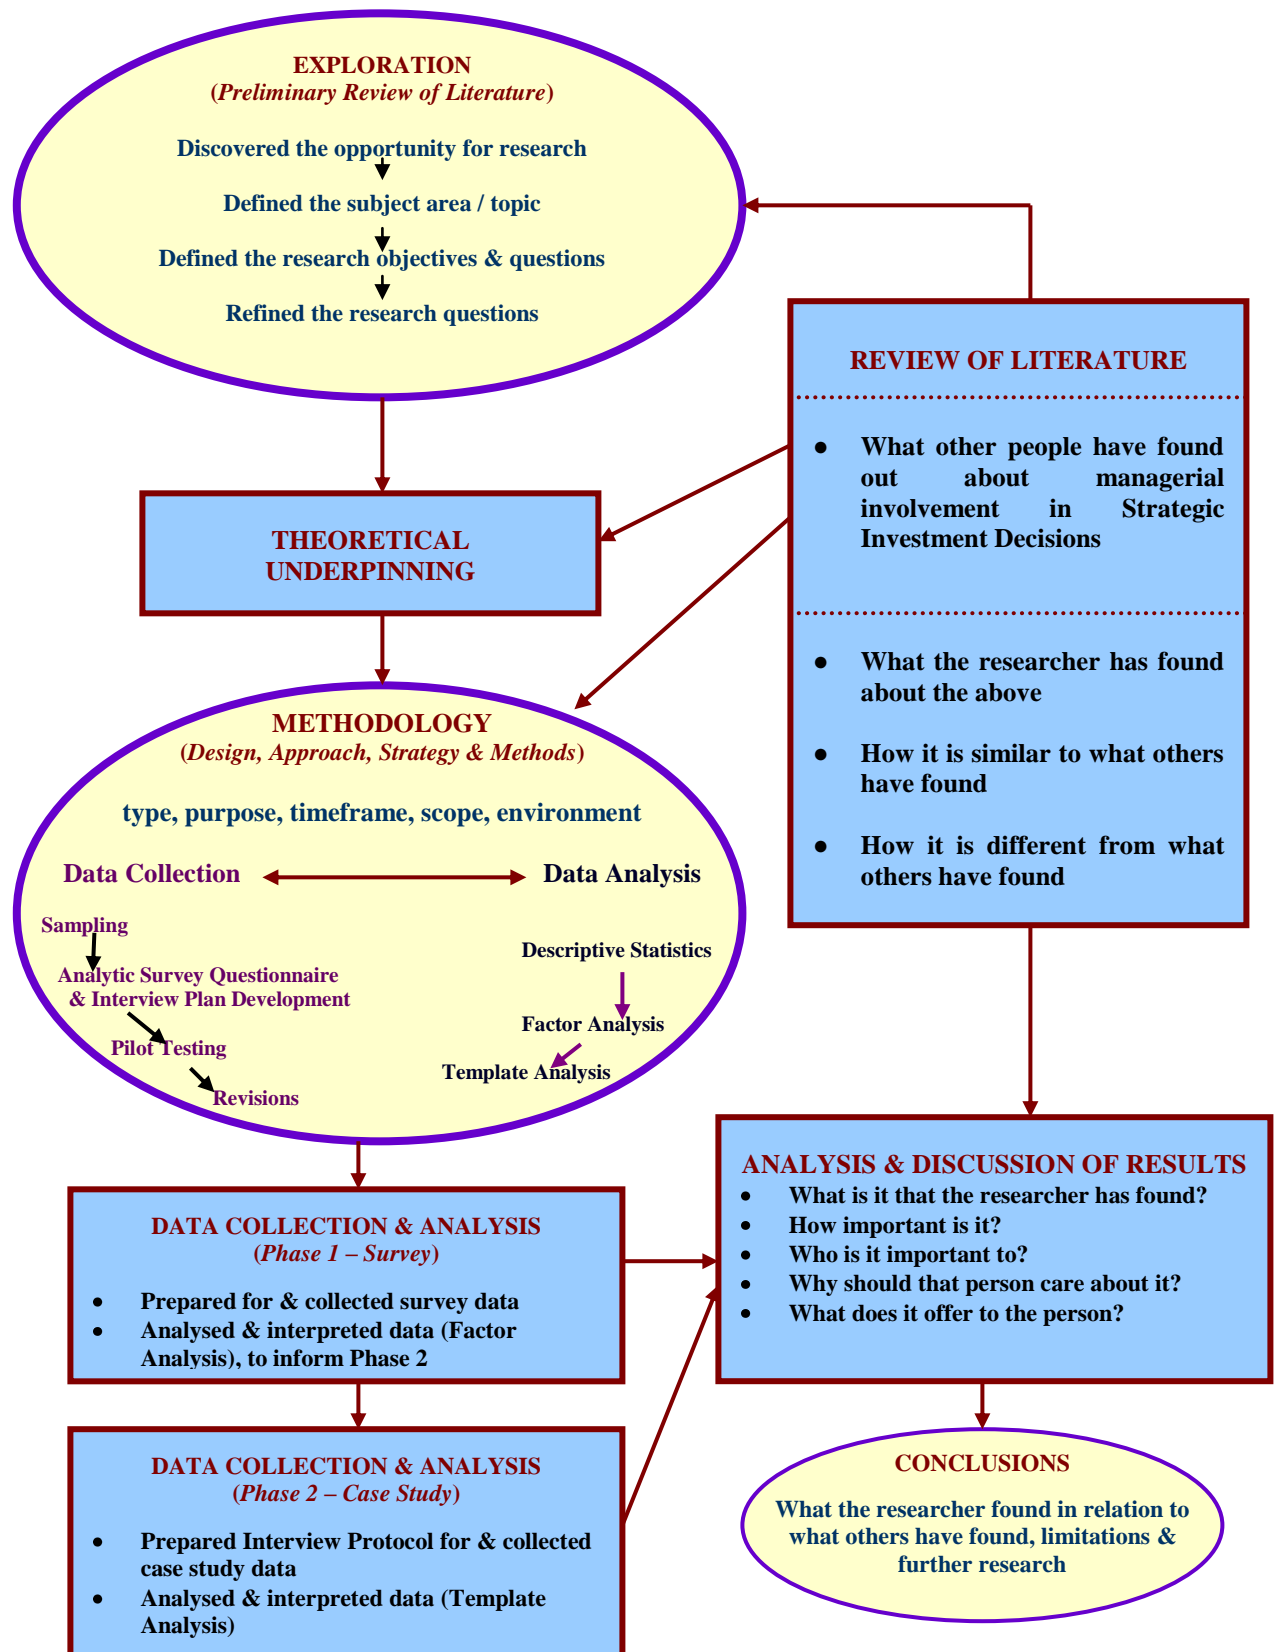 EXPLORATION
(Preliminary Review of Literature)
Discovered the opportunity for research
Defined the subject area / topic
Defined the research objectives & questions
Refined the research questions
REVIEW OF LITERATURE
● What other people have found
out about managerial
involvement in Strategic
Investment Decisions
● What the researcher has found
about the above
● How it is similar to what others
have found
● How it is different from what
others have found
THEORETICAL
UNDERPINNING
METHODOLOGY
(Design, Approach, Strategy & Methods)
type, purpose, timeframe, scope, environment
Data Collection
Data Analysis
Sampling
Analytic Survey Questionnaire
& Interview Plan Development
Pilot Testing
Revisions
Descriptive Statistics
Factor Analysis
Template Analysis
DATA COLLECTION & ANALYSIS
(Phase 1 – Survey)
● Prepared for & collected survey data
● Analysed & interpreted data (Factor
Analysis), to inform Phase 2
DATA COLLECTION & ANALYSIS
(Phase 2 – Case Study)
● Prepared Interview Protocol for & collected
case study data
● Analysed & interpreted data (Template
Analysis)
ANALYSIS & DISCUSSION OF RESULTS
● What is it that the researcher has found?
● How important is it?
● Who is it important to?
● Why should that person care about it?
● What does it offer to the person?
CONCLUSIONS
What the researcher found in relation to
what others have found, limitations &
further research